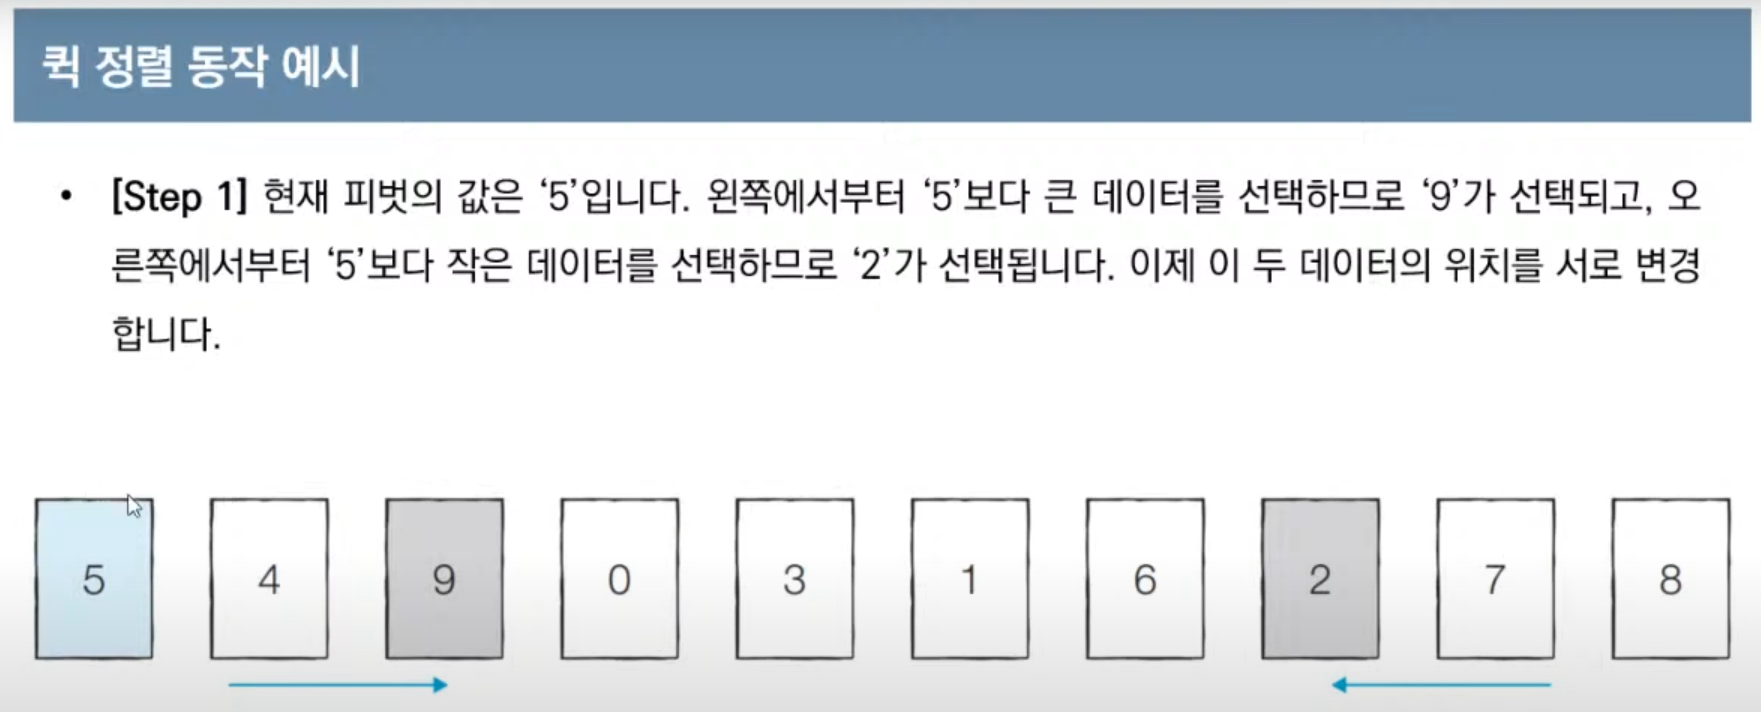 퀵 정렬 동작 예시
• [Step 1] 현재 피벗의 값은 ‘5’입니다. 왼쪽에서부터 ‘5’보다 큰 데이터를 선택하므로 ‘9’가 선택되고, 오
른쪽에서부터 ‘5’보다 작은 데이터를 선택하므로 ‘2’가 선택됩니다. 이제 이 두 데이터의 위치를 서로 변경
합니다.
5 4 9 0 3 1 6 2 7 8